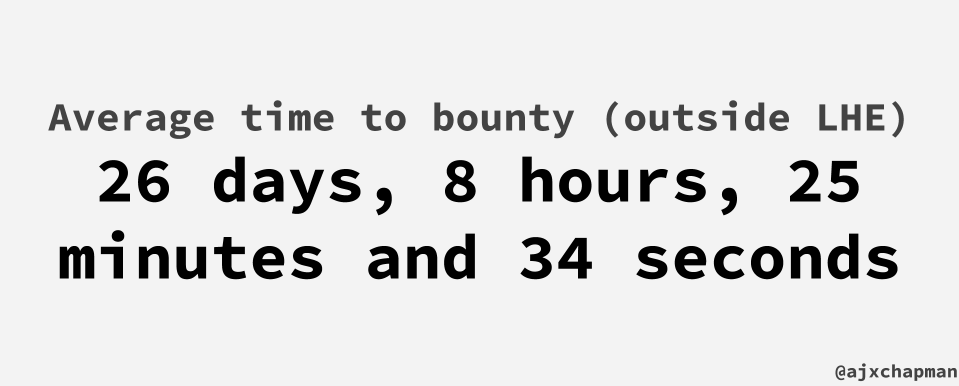 Average time to bounty (outside LHE)
26 days, 8 hours, 25
minutes and 34 seconds
@ajxchapman